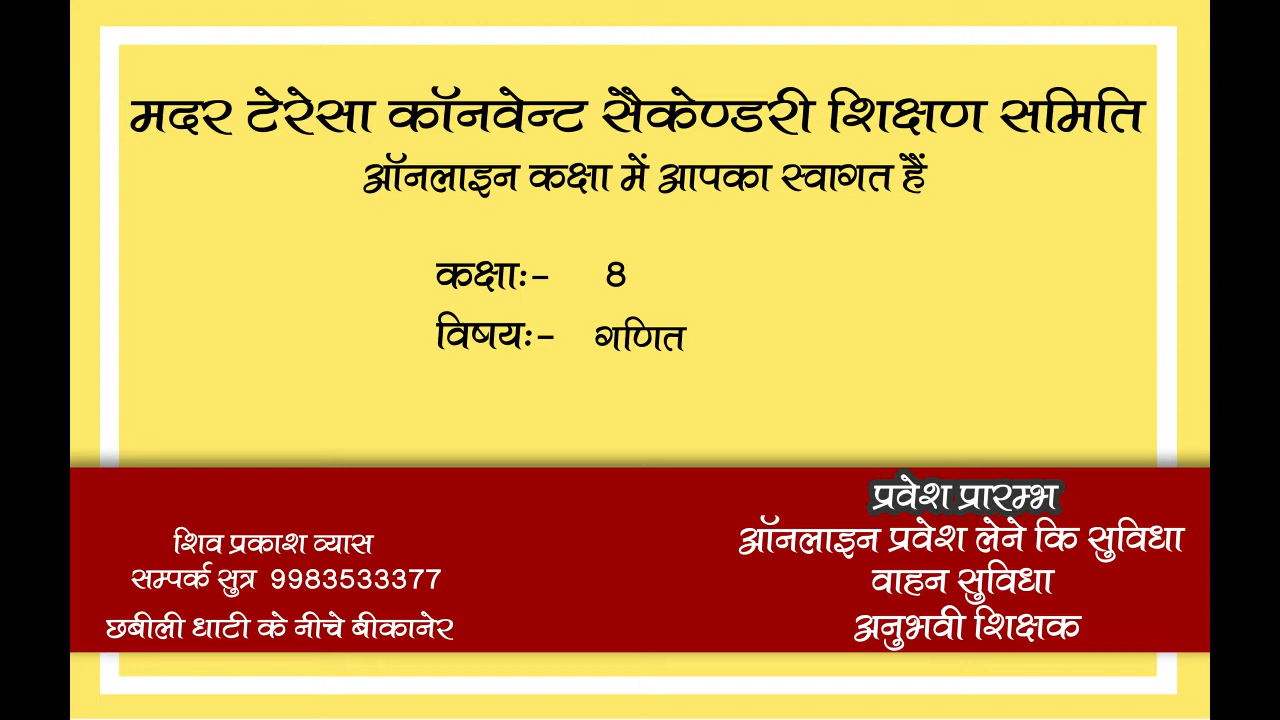 मदर टेरेसा कॉनवेन्ट सैकेण्डरी शिक्षण समिति
ऑनलाइन कक्षा में आपका स्वागत हैं
कक्षाः- 8
विषयः- गणित
शिव प्रकाश व्यास
सम्पर्क सुत्र 9983533377
छबीली धाटी के नीचे बीकानेर
प्रवेश प्रारम्भ
ऑनलाइन प्रवेश लेने कि सुविधा
वाहन सुविधा
अनुभवी शिक्षक